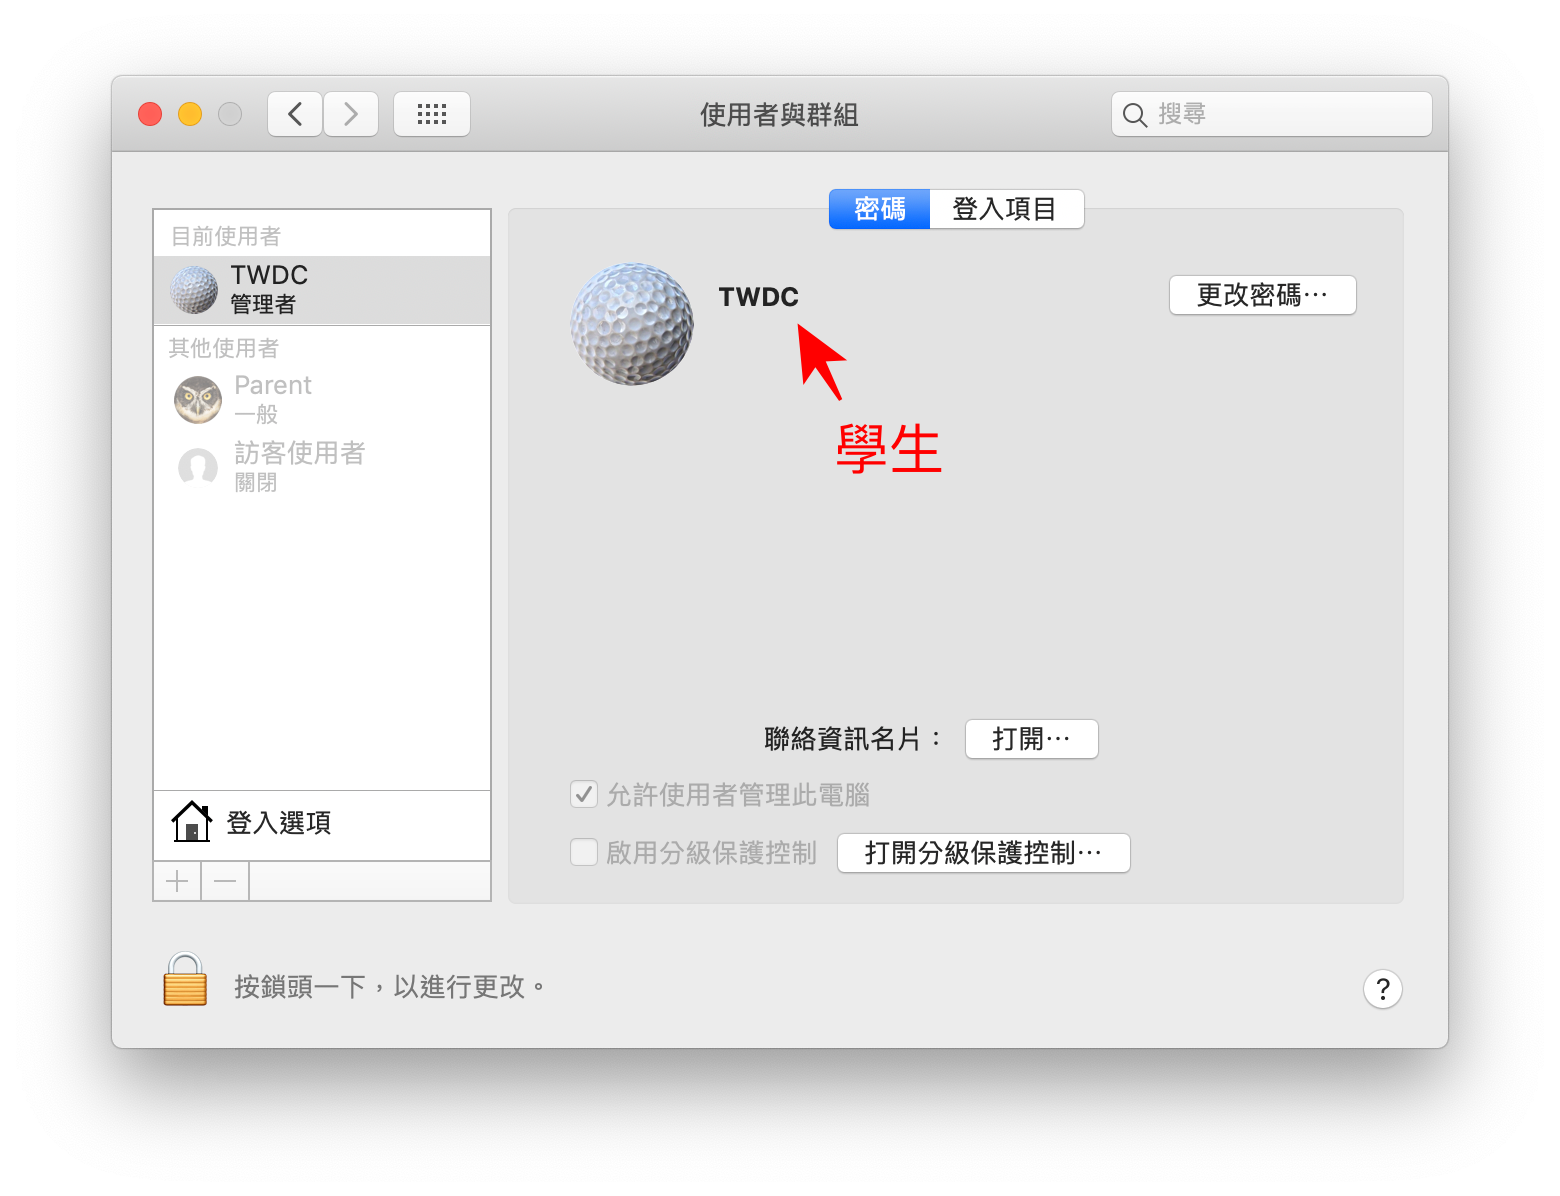 使用者與群組
搜尋
密碼
登入項目
目前使用者
TWDC
管理者
其他使用者
Parent
一般
訪客使用者
關閉
登入選項
TWDC
更改密碼⋯
學生
聯絡資訊名片：
打開⋯
允許使用者管理此電腦
啟用分級保護控制
打開分級保護控制⋯
按鎖頭一下，以進行更改。
?